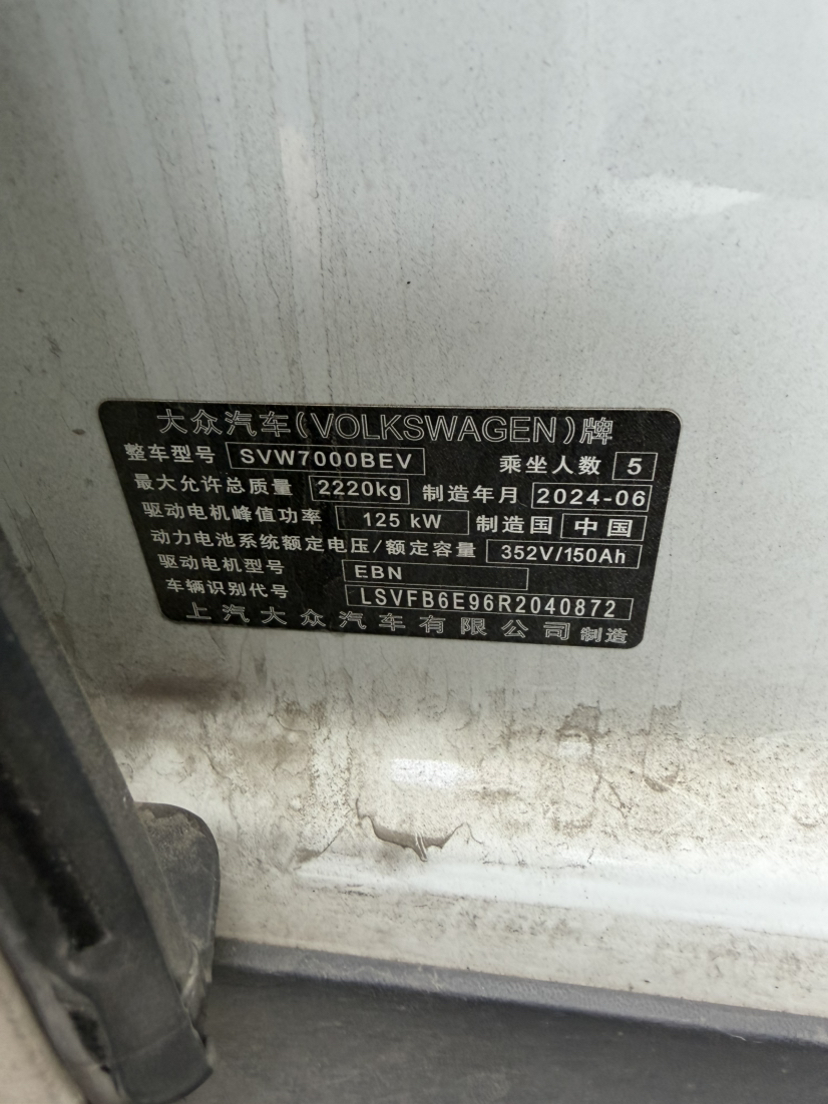 大众汽车(VOLKSWAGEN)牌
整车型号 SVW7000BEV 乘坐人数 5
最大允许总质量 2220kg 制造年月 2024-06
驱动电机峰值功率 125 kW 制造国 中国
动力电池系统额定电压/额定容量 352V/150Ah
驱动电机型号 EBN
车辆识别代号 LSVFB6E96R2040872
上汽大众汽车有限公司 制造